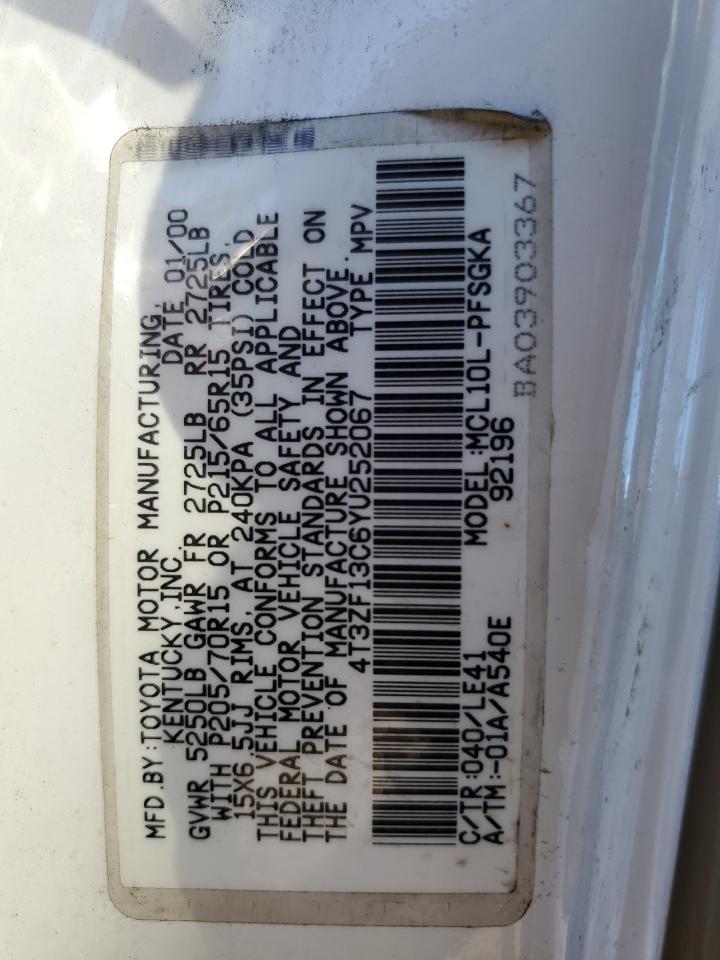 MFD.BY:TOYOTA MOTOR MANUFACTURING,
KENTUCKY,INC. DATE 01/00
GVWR 5250LB GAWR FR 2725LB RR 2725LB
WITH P205/70R15 OR P215/65R15 TIRES,
15X6.5JJ RIMS, AT 240KPA (35PSI) COLD
THIS VEHICLE CONFORMS TO ALL APPLICABLE
FEDERAL MOTOR VEHICLE SAFETY AND
THEFT PREVENTION STANDARDS IN EFFECT ON
THE DATE OF MANUFACTURE SHOWN ABOVE.
4T3ZF13C6YU252067 TYPE MPV
C/TR:040/LE41 MODEL:MCL10L-PFSGKA
A/TM:-01A/A540E 92196
BA03903367